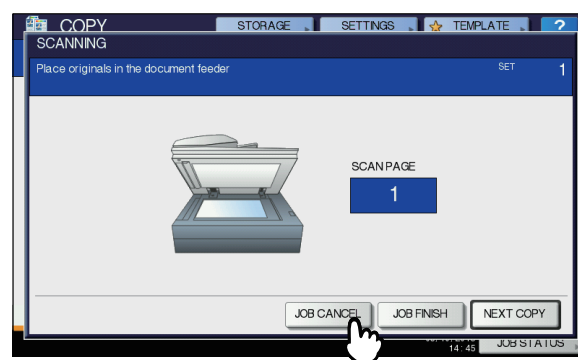 COPY
STORAGE SETTINGS TEMPLATE ?
SCANNING
Place originals in the document feeder
SET 1
SCAN PAGE
1
JOB CANCEL JOB FINISH NEXT COPY
14:45 JOB STATUS